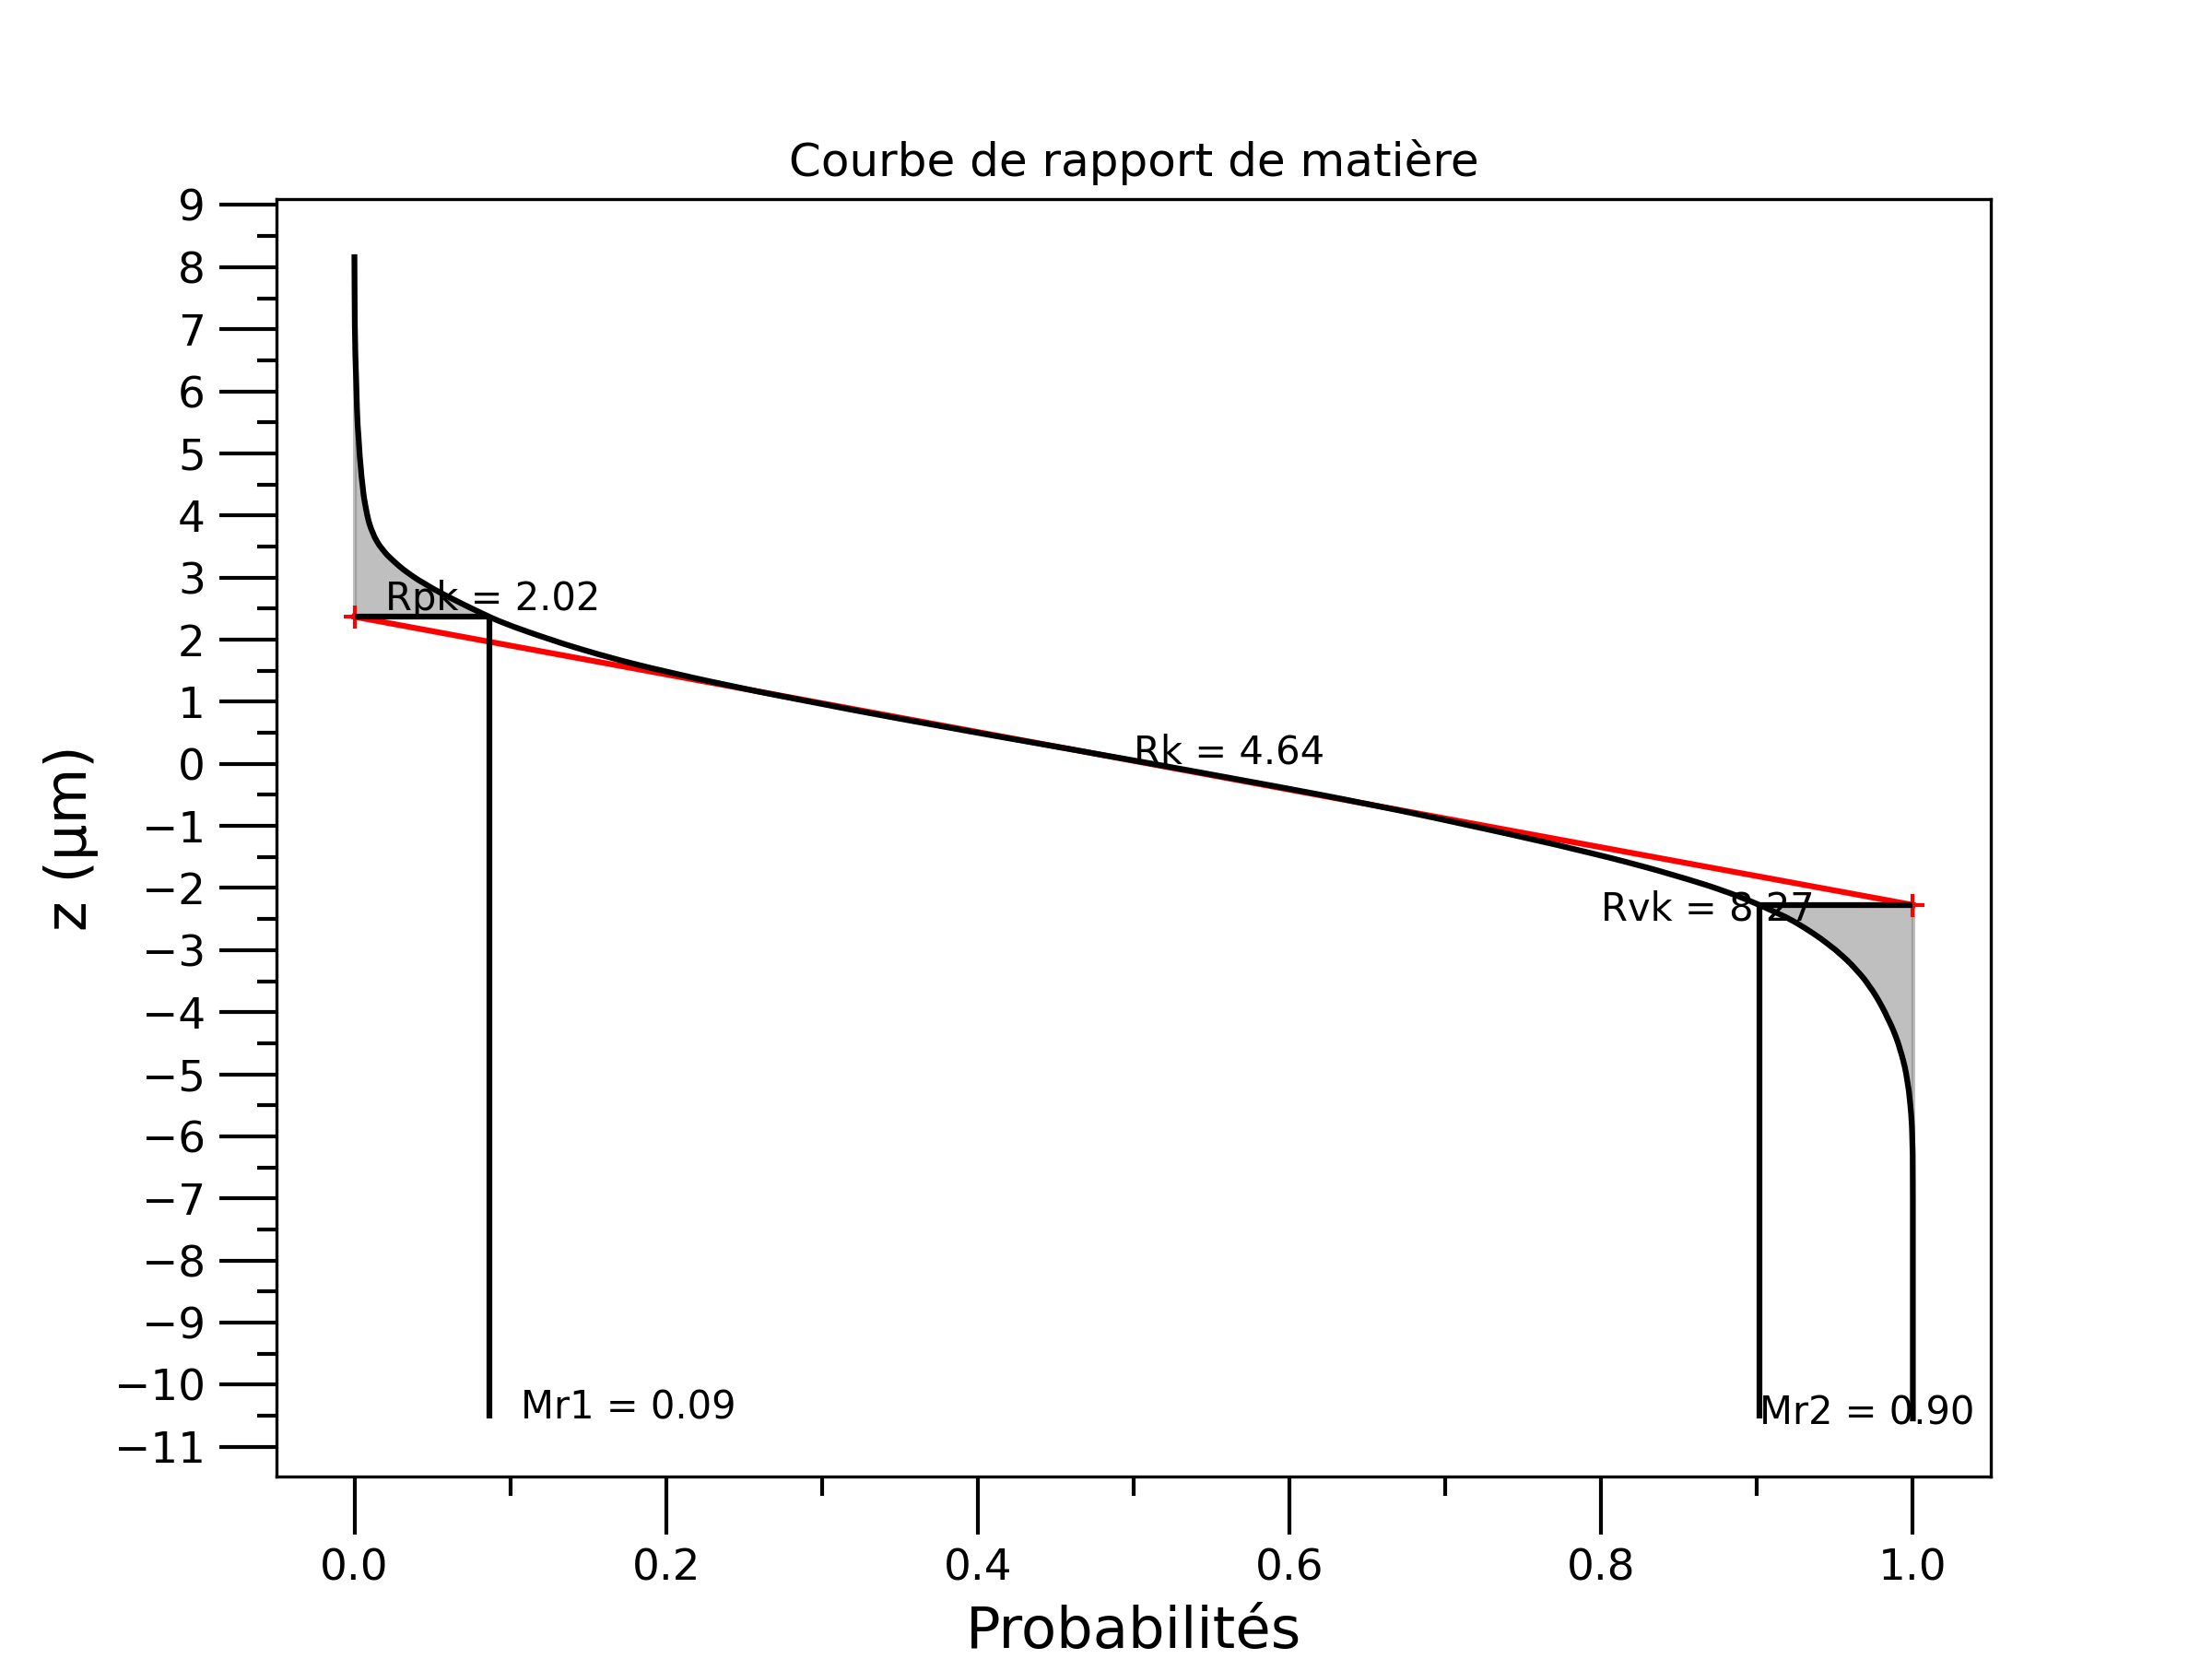 Courbe de rapport de matière
9
8
7
6
5
4
3
2
1
0
−1
−2
−3
−4
−5
−6
−7
−8
−9
−10
−11
z (µm)
Rpk = 2.02
Rk = 4.64
Rvk = 8.27
Mr1 = 0.09
Mr2 = 0.90
0.0 0.2 0.4 0.6 0.8 1.0
Probabilités